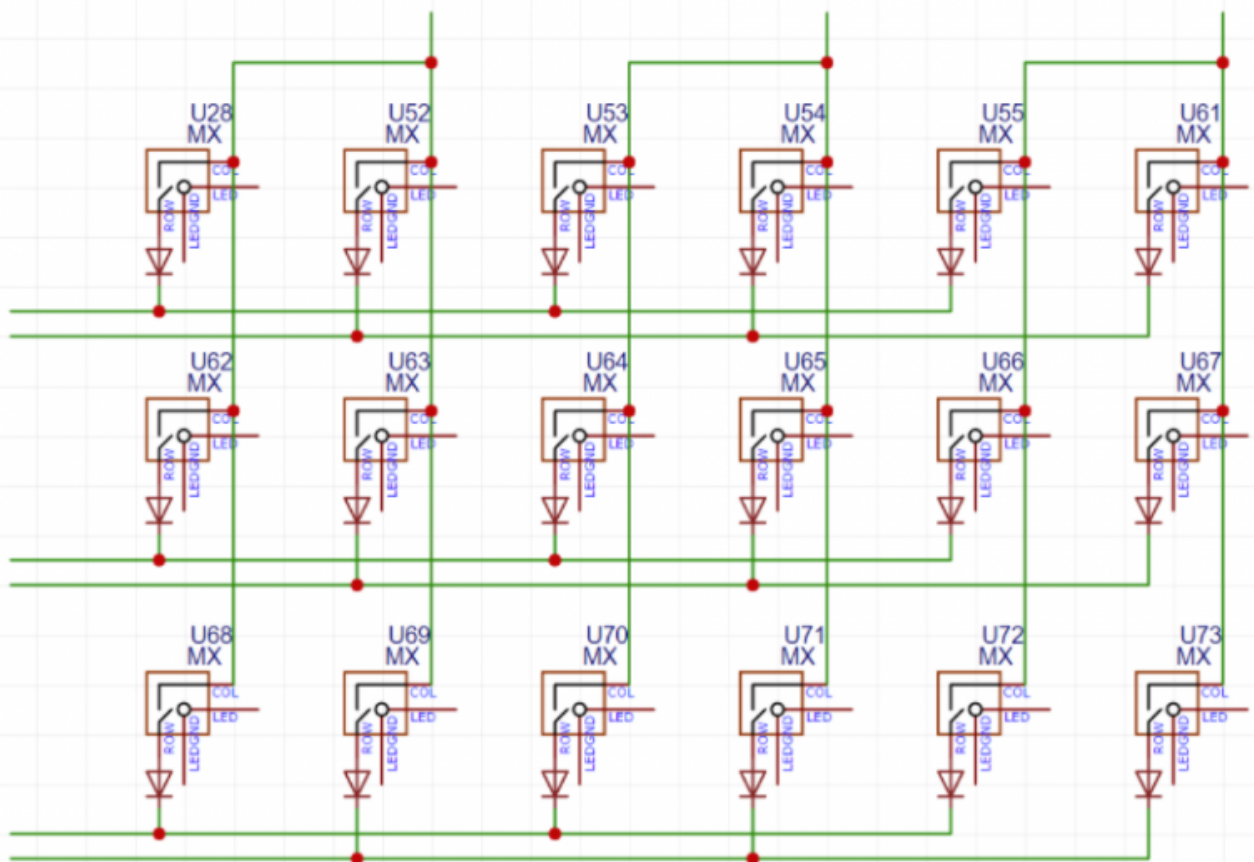 U28 U52 U53 U54 U55 U61
MX MX MX MX MX MX
COL COL COL COL COL COL
LED LED LED LED LED LED
ROW LEDGND ROW LEDGND ROW LEDGND ROW LEDGND ROW LEDGND ROW LEDGND
U62 U63 U64 U65 U66 U67
MX MX MX MX MX MX
COL COL COL COL COL COL
LED LED LED LED LED LED
ROW LEDGND ROW LEDGND ROW LEDGND ROW LEDGND ROW LEDGND ROW LEDGND
U68 U69 U70 U71 U72 U73
MX MX MX MX MX MX
COL COL COL COL COL COL
LED LED LED LED LED LED
ROW LEDGND ROW LEDGND ROW LEDGND ROW LEDGND ROW LEDGND ROW LEDGND